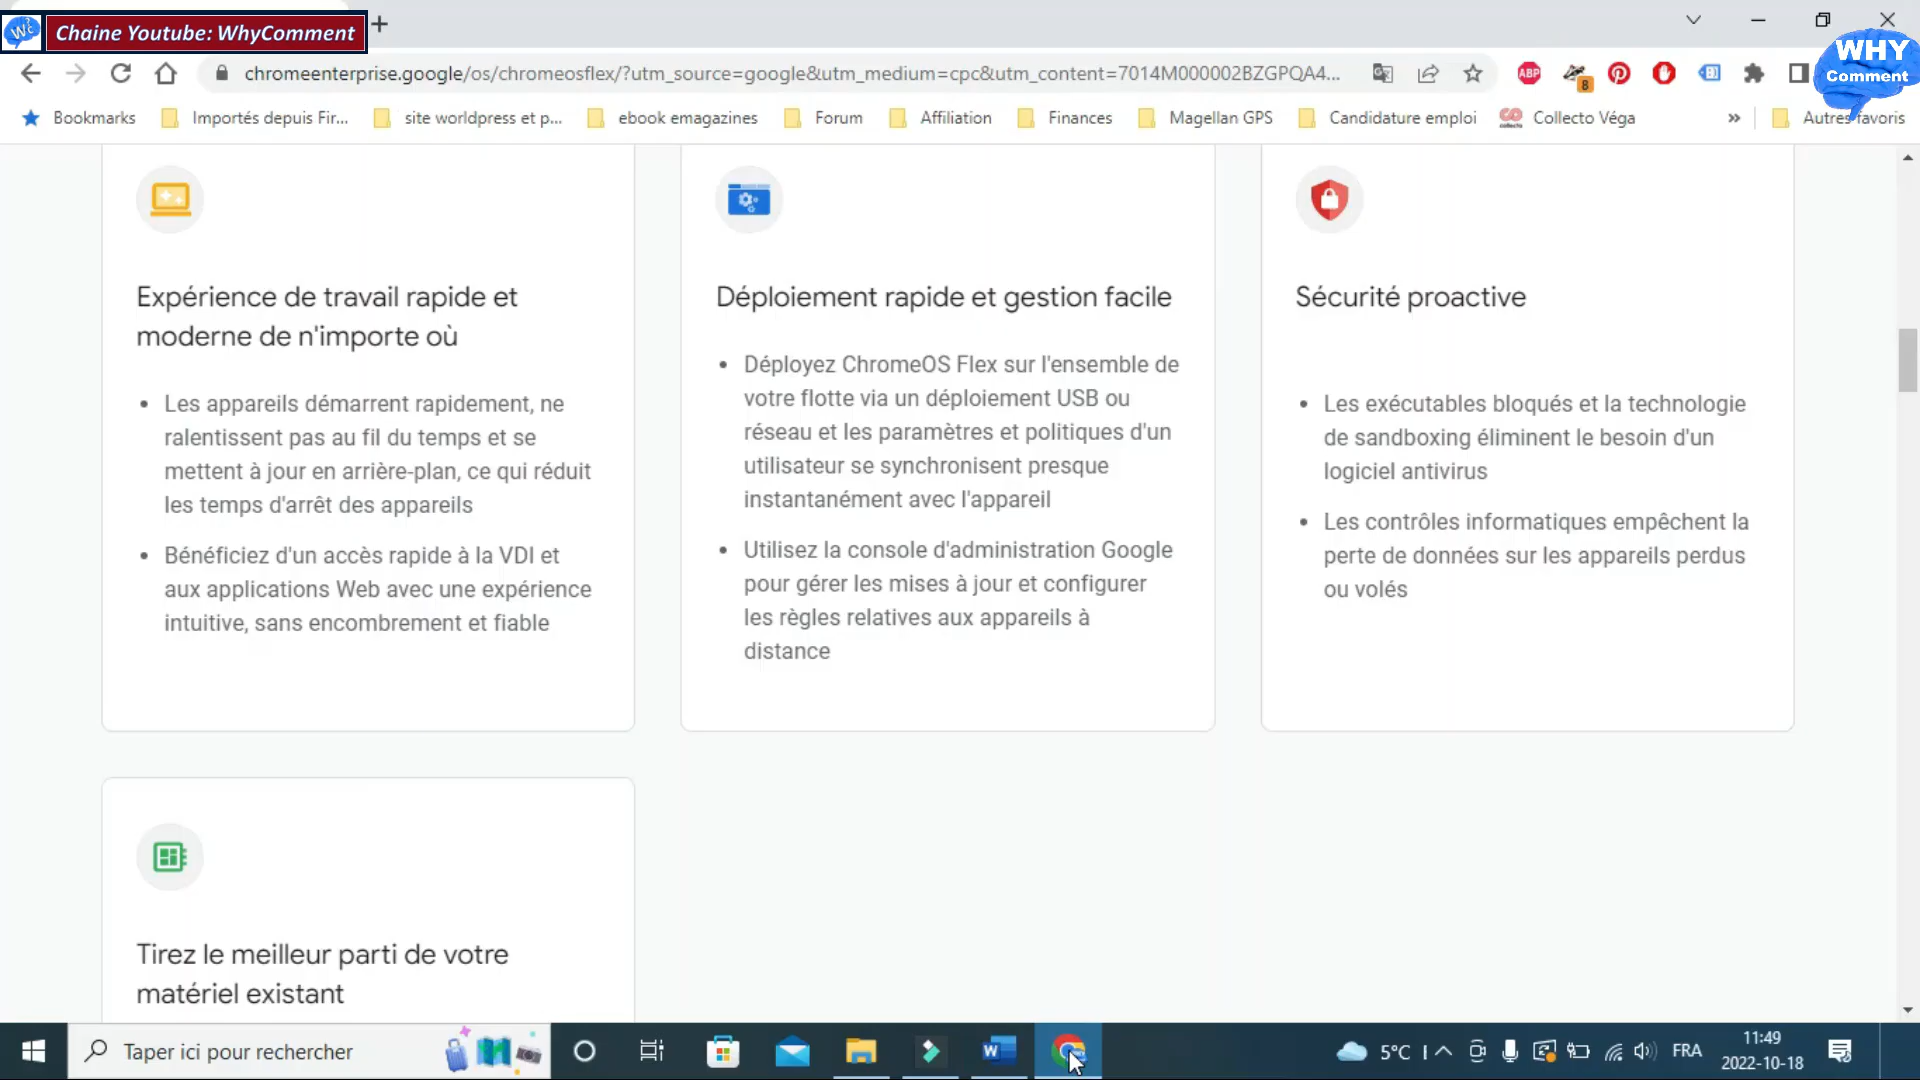 Chaine Youtube: WhyComment
WHY
Comment
chromeenterprise.google/os/chromeosflex/?utm_source=google&utm_medium=cpc&utm_content=7014M000002BZGPQA4...
ABP
8
Bookmarks
Importés depuis Fir...
site worldpress et p...
ebook emagazines
Forum
Affiliation
Finances
Magellan GPS
Candidature emploi
Collecto Véga
»
Autres favoris
Expérience de travail rapide et
moderne de n'importe où
• Les appareils démarrent rapidement, ne
ralentissent pas au fil du temps et se
mettent à jour en arrière-plan, ce qui réduit
les temps d'arrêt des appareils
• Bénéficiez d'un accès rapide à la VDI et
aux applications Web avec une expérience
intuitive, sans encombrement et fiable
Déploiement rapide et gestion facile
• Déployez ChromeOS Flex sur l'ensemble de
votre flotte via un déploiement USB ou
réseau et les paramètres et politiques d'un
utilisateur se synchronisent presque
instantanément avec l'appareil
• Utilisez la console d'administration Google
pour gérer les mises à jour et configurer
les règles relatives aux appareils à
distance
Sécurité proactive
• Les exécutables bloqués et la technologie
de sandboxing éliminent le besoin d'un
logiciel antivirus
• Les contrôles informatiques empêchent la
perte de données sur les appareils perdus
ou volés
Tirez le meilleur parti de votre
matériel existant
Taper ici pour rechercher
5°C
FRA
11:49
2022-10-18